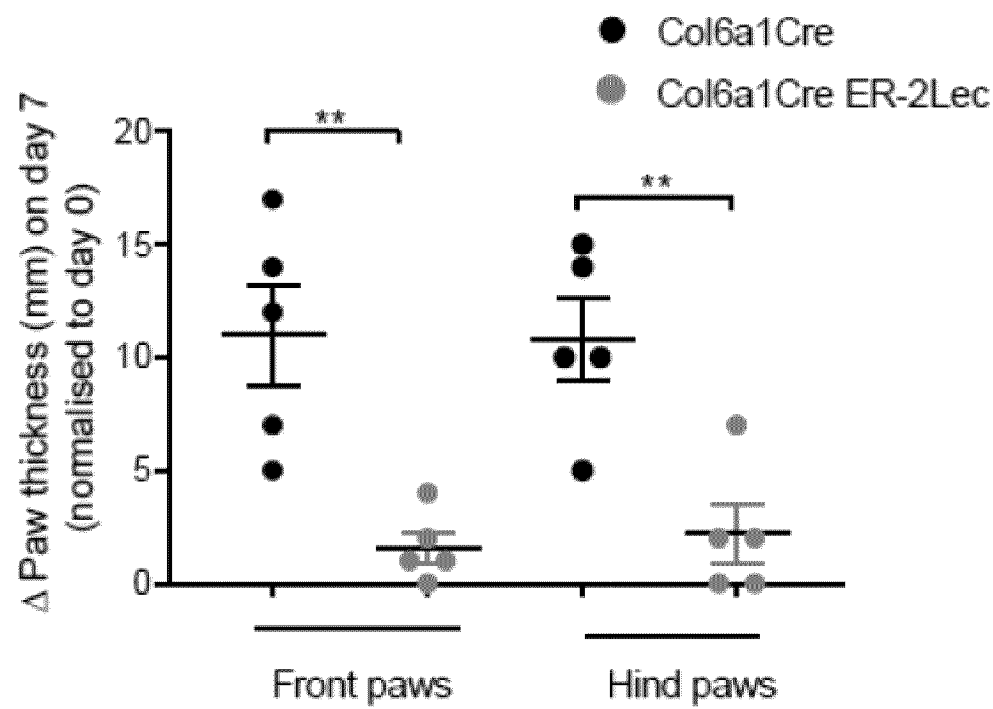 Col6a1Cre
Col6a1Cre ER-2Lec
Δ Paw thickness (mm) on day 7
(normalised to day 0)
20
15
10
5
0
**
**
Front paws
Hind paws